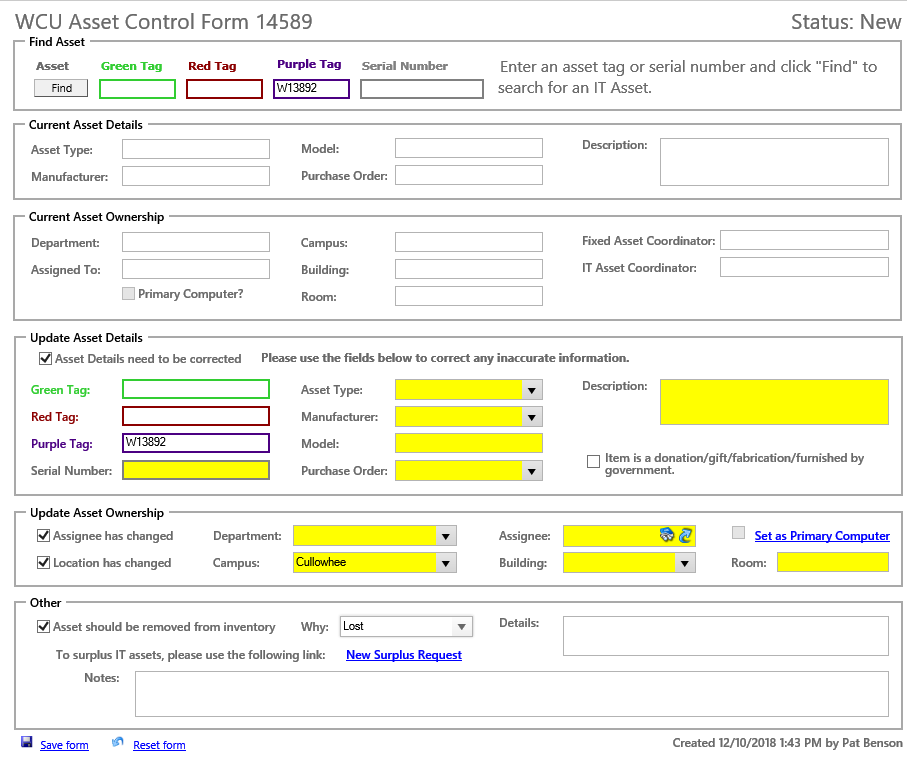 WCU Asset Control Form 14589 Status: New
Find Asset
Asset Green Tag Red Tag Purple Tag Serial Number
Enter an asset tag or serial number and click "Find" to
Find W13892
search for an IT Asset.
Current Asset Details
Asset Type: Model: Description:
Manufacturer: Purchase Order:
Current Asset Ownership
Department: Campus: Fixed Asset Coordinator:
Assigned To: Building: IT Asset Coordinator:
Primary Computer? Room:
Update Asset Details
Asset Details need to be corrected Please use the fields below to correct any inaccurate information.
Green Tag: Asset Type: Description:
Red Tag: Manufacturer:
Purple Tag: W13892 Model:
Serial Number: Purchase Order:
Item is a donation/gift/fabrication/furnished by
government.
Update Asset Ownership
Assignee has changed Department: Assignee: Set as Primary Computer
Location has changed Campus: Cullowhee Building: Room:
Other
Asset should be removed from inventory Why: Lost Details:
To surplus IT assets, please use the following link: New Surplus Request
Notes:
Save form Reset form Created 12/10/2018 1:43 PM by Pat Benson